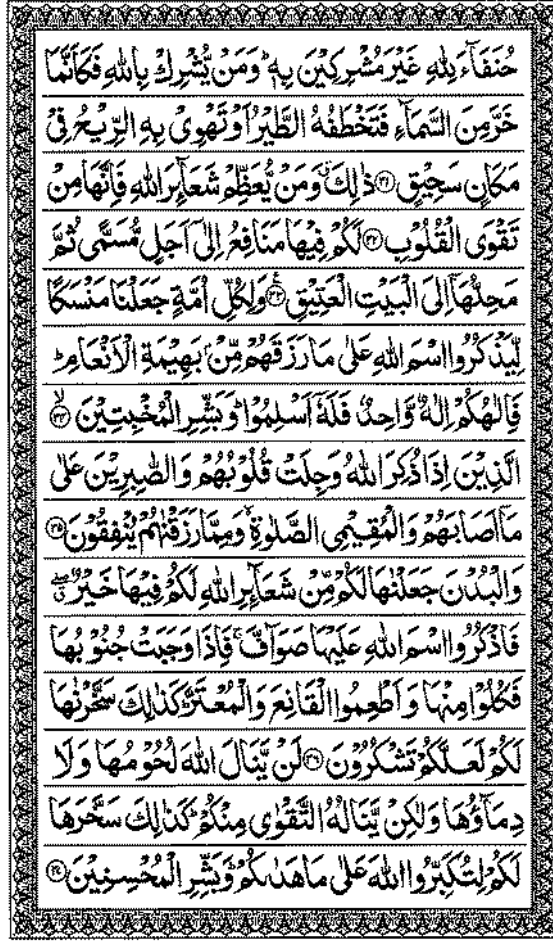 حُنَفَآءَ لِلّٰهِ غَيْرَ مُشْرِكِيْنَ بِهٖ ؕ وَمَنْ يُّشْرِكْ بِاللّٰهِ فَكَاَنَّمَا
خَرَّ مِنَ السَّمَآءِ فَتَخْطَفُهُ الطَّيْرُ اَوْ تَهْوِيْ بِهِ الرِّيْحُ فِيْ
مَكَانٍ سَحِيْقٍ ﴿۳۱﴾ ذٰلِكَ ۗ وَمَنْ يُّعَظِّمْ شَعَآئِرَ اللّٰهِ فَاِنَّهَا مِنْ
تَقْوَى الْقُلُوْبِ ﴿۳۲﴾ لَكُمْ فِيْهَا مَنَافِعُ اِلٰٓى اَجَلٍ مُّسَمًّى ثُمَّ
مَحِلُّهَآ اِلَى الْبَيْتِ الْعَتِيْقِ ﴿۳۳﴾ۧ وَلِكُلِّ اُمَّةٍ جَعَلْنَا مَنْسَكًا
لِّيَذْكُرُوا اسْمَ اللّٰهِ عَلٰى مَا رَزَقَهُمْ مِّنْۢ بَهِيْمَةِ الْاَنْعَامِ ؕ
فَاِلٰهُكُمْ اِلٰهٌ وَّاحِدٌ فَلَهٗٓ اَسْلِمُوْا ؕ وَبَشِّرِ الْمُخْبِتِيْنَ ﴿۳۴﴾ۙ
الَّذِيْنَ اِذَا ذُكِرَ اللّٰهُ وَجِلَتْ قُلُوْبُهُمْ وَالصّٰبِرِيْنَ عَلٰى
مَآ اَصَابَهُمْ وَالْمُقِيْمِي الصَّلٰوةِ ۙ وَمِمَّا رَزَقْنٰهُمْ يُنْفِقُوْنَ ﴿۳۵﴾
وَالْبُدْنَ جَعَلْنٰهَا لَكُمْ مِّنْ شَعَآئِرِ اللّٰهِ لَكُمْ فِيْهَا خَيْرٌ ۖ
فَاذْكُرُوا اسْمَ اللّٰهِ عَلَيْهَا صَوَآفَّ ۚ فَاِذَا وَجَبَتْ جُنُوْبُهَا
فَكُلُوْا مِنْهَا وَاَطْعِمُوا الْقَانِعَ وَالْمُعْتَرَّ ؕ كَذٰلِكَ سَخَّرْنٰهَا
لَكُمْ لَعَلَّكُمْ تَشْكُرُوْنَ ﴿۳۶﴾ لَنْ يَّنَالَ اللّٰهَ لُحُوْمُهَا وَلَا
دِمَآؤُهَا وَلٰكِنْ يَّنَالُهُ التَّقْوٰى مِنْكُمْ ؕ كَذٰلِكَ سَخَّرَهَا
لَكُمْ لِتُكَبِّرُوا اللّٰهَ عَلٰى مَا هَدٰىكُمْ ؕ وَبَشِّرِ الْمُحْسِنِيْنَ ﴿۳۷﴾